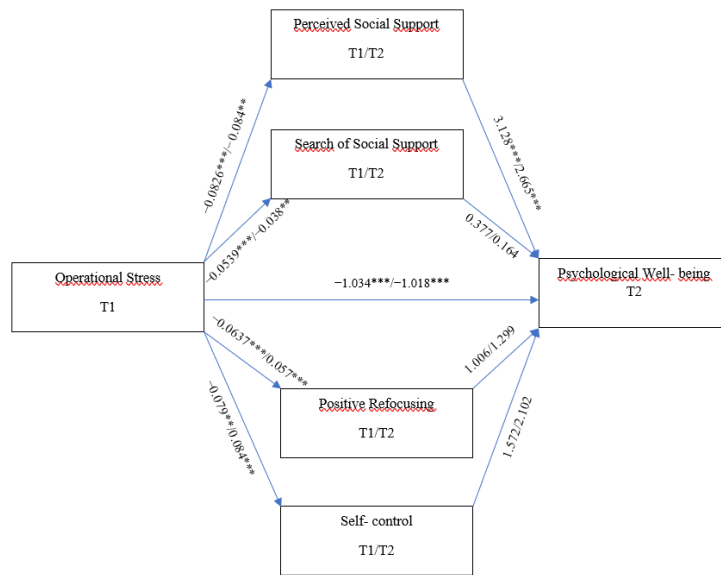 Perceived Social Support
T1/T2
−0.0826***/−0.084**
3.128***/2.665***
Search of Social Support
T1/T2
−0.0539***/−0.038**
0.377/0.164
Operational Stress
T1
−1.034***/−1.018***
Psychological Well- being
T2
−0.0637***/0.057***
1.006/1.299
Positive Refocusing
T1/T2
−0.079**/0.084***
1.572/2.102
Self- control
T1/T2